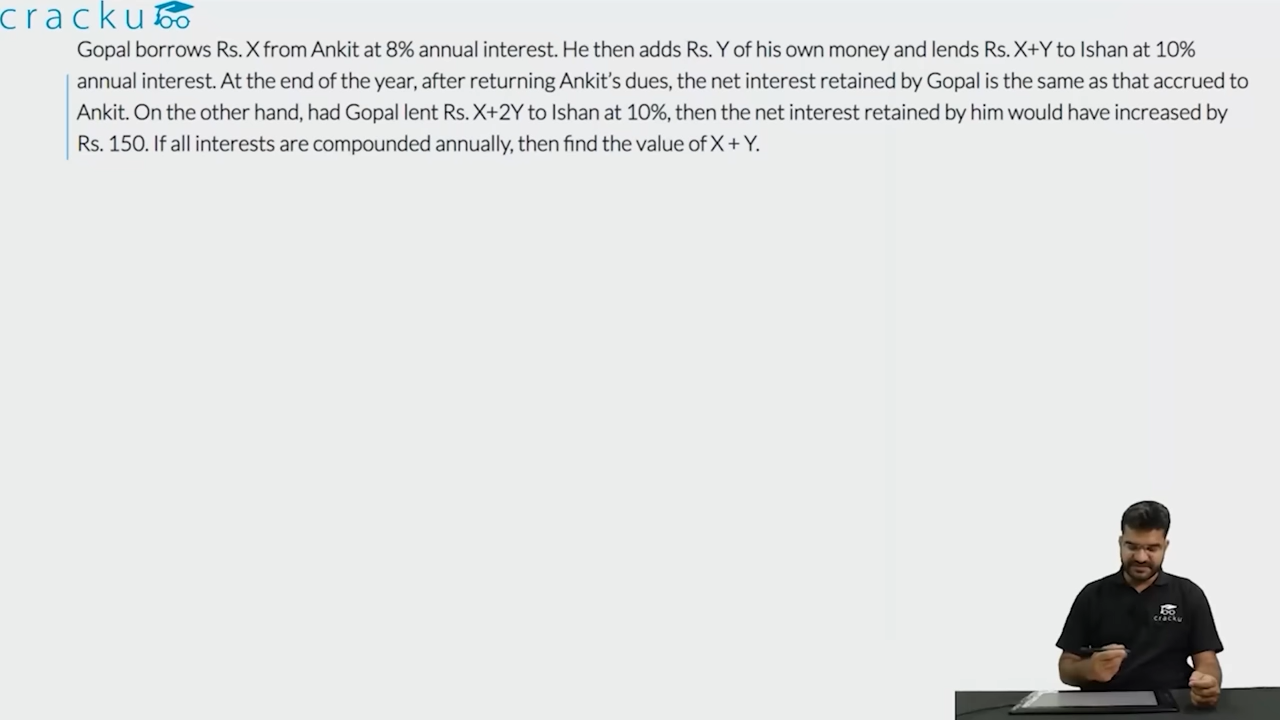 cracku
Gopal borrows Rs. X from Ankit at 8% annual interest. He then adds Rs. Y of his own money and lends Rs. X+Y to Ishan at 10%
annual interest. At the end of the year, after returning Ankit's dues, the net interest retained by Gopal is the same as that accrued to
Ankit. On the other hand, had Gopal lent Rs. X+2Y to Ishan at 10%, then the net interest retained by him would have increased by
Rs. 150. If all interests are compounded annually, then find the value of X + Y.
cracku